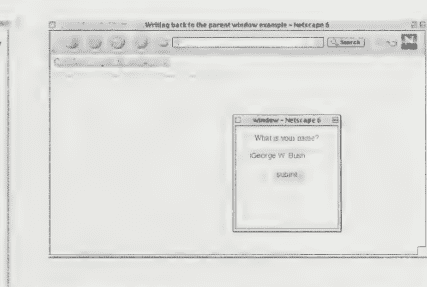 Writing back to the parent window example - Netscape 6
Search
window - Netscape 6
What is your name?
George W. Bush
submit